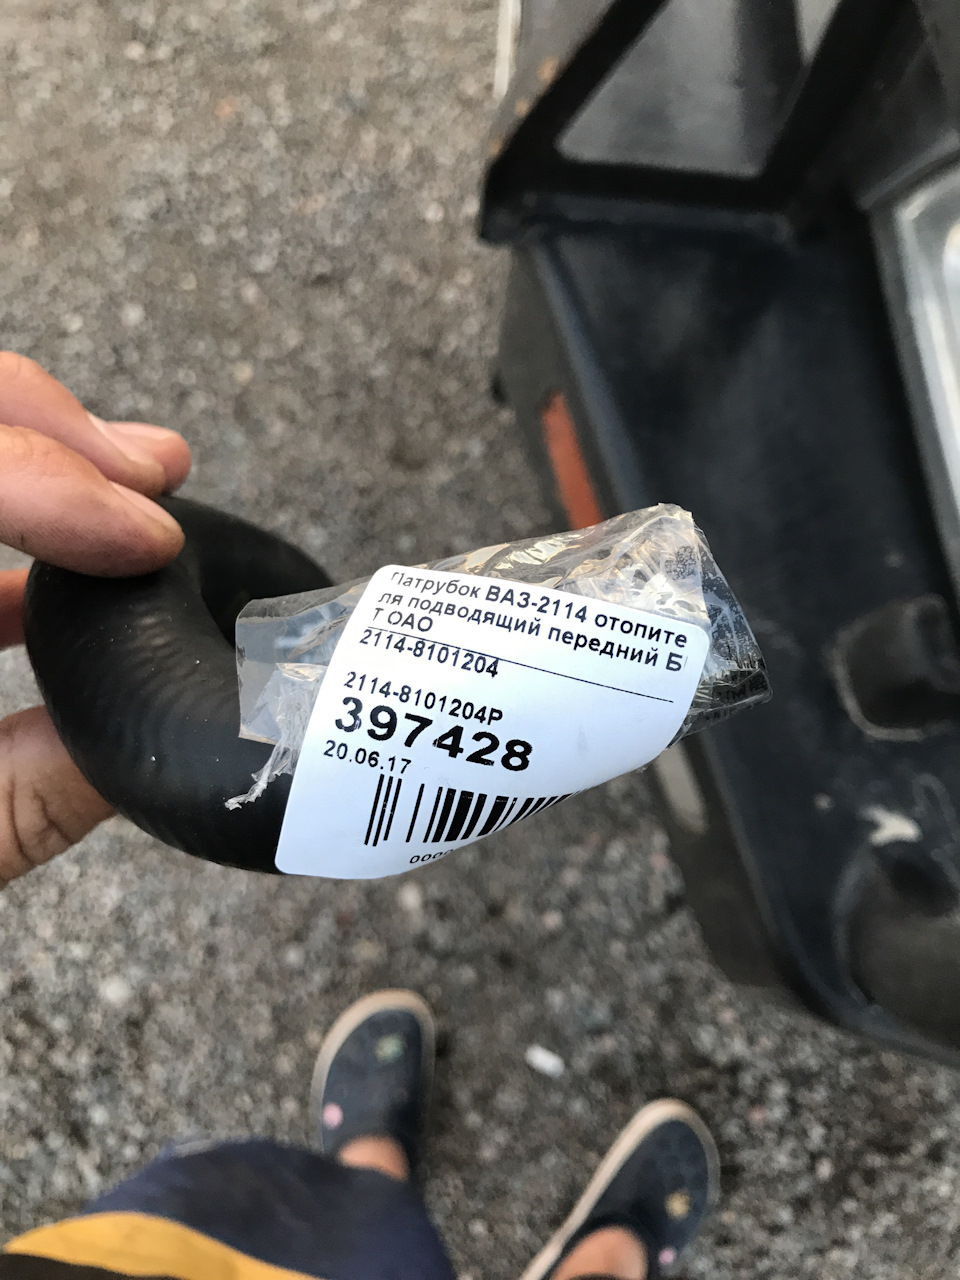 Патрубок ВАЗ-2114 отопите
ля подводящий передний Б
Т ОАО
2114-8101204
2114-8101204Р
397428
20.06.17